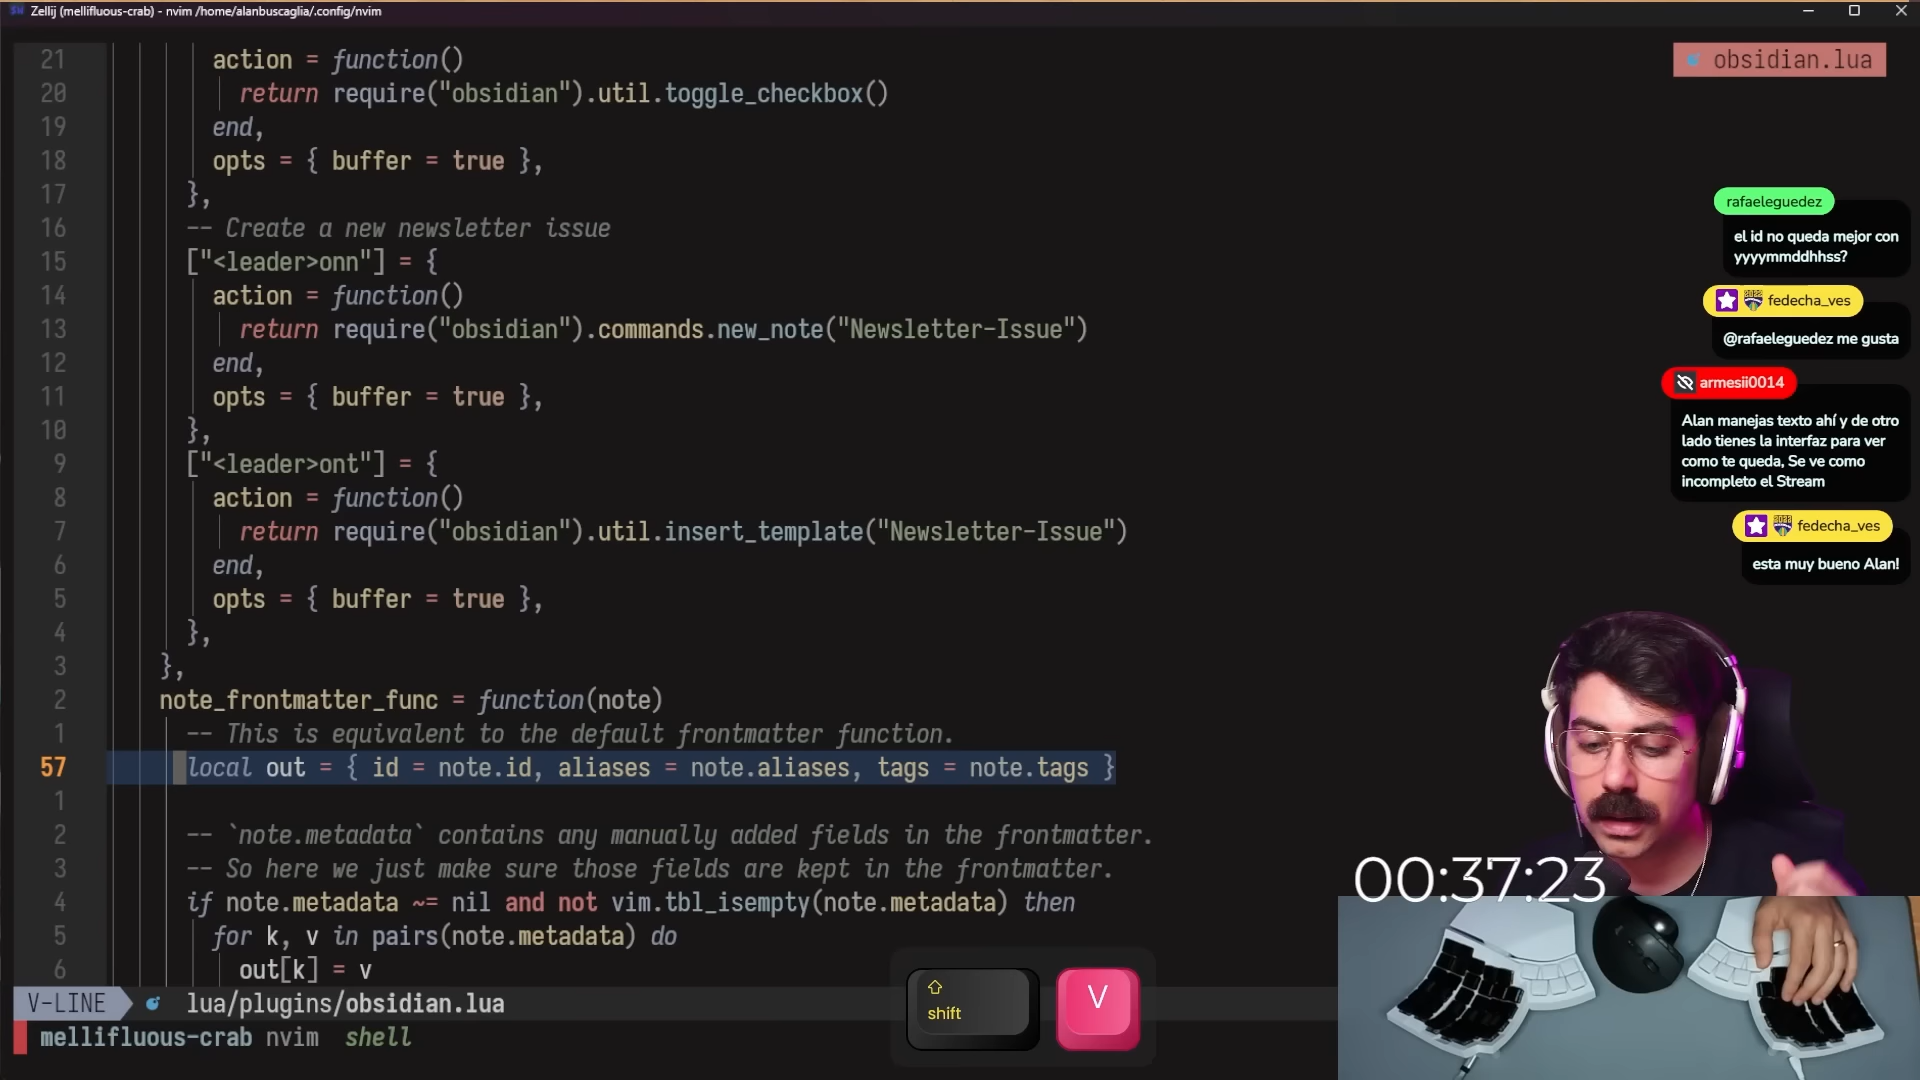 Zellij (mellifluous-crab) - nvim /home/alanbuscaglia/.config/nvim
obsidian.lua
21 action = function()
20 return require("obsidian").util.toggle_checkbox()
19 end,
18 opts = { buffer = true },
17 },
16 -- Create a new newsletter issue
15 ["<leader>onn"] = {
14 action = function()
13 return require("obsidian").commands.new_note("Newsletter-Issue")
12 end,
11 opts = { buffer = true },
10 },
9 ["<leader>ont"] = {
8 action = function()
7 return require("obsidian").util.insert_template("Newsletter-Issue")
6 end,
5 opts = { buffer = true },
4 },
3 },
2 note_frontmatter_func = function(note)
1 -- This is equivalent to the default frontmatter function.
57 local out = { id = note.id, aliases = note.aliases, tags = note.tags }
1
2 -- `note.metadata` contains any manually added fields in the frontmatter.
3 -- So here we just make sure those fields are kept in the frontmatter.
4 if note.metadata ~= nil and not vim.tbl_isempty(note.metadata) then
5 for k, v in pairs(note.metadata) do
6 out[k] = v
V-LINE lua/plugins/obsidian.lua
mellifluous-crab nvim shell
rafaeleguedez
el id no queda mejor con
yyyymmddhhss?
fedecha_ves
@rafaeleguedez me gusta
armesii0014
Alan manejas texto ahí y de otro
lado tienes la interfaz para ver
como te queda, Se ve como
incompleto el Stream
fedecha_ves
esta muy bueno Alan!
00:37:23
shift
V